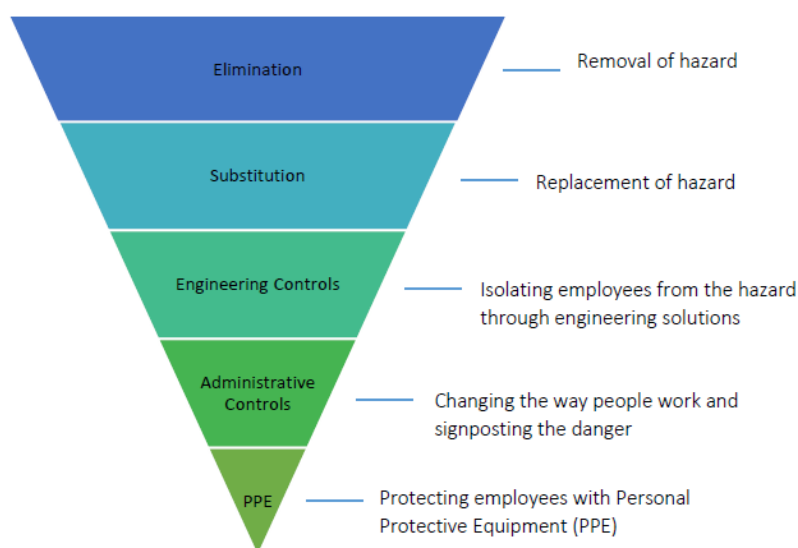 Elimination
Removal of hazard
Substitution
Replacement of hazard
Engineering Controls
Isolating employees from the hazard
through engineering solutions
Administrative
Controls
Changing the way people work and
signposting the danger
PPE
Protecting employees with Personal
Protective Equipment (PPE)